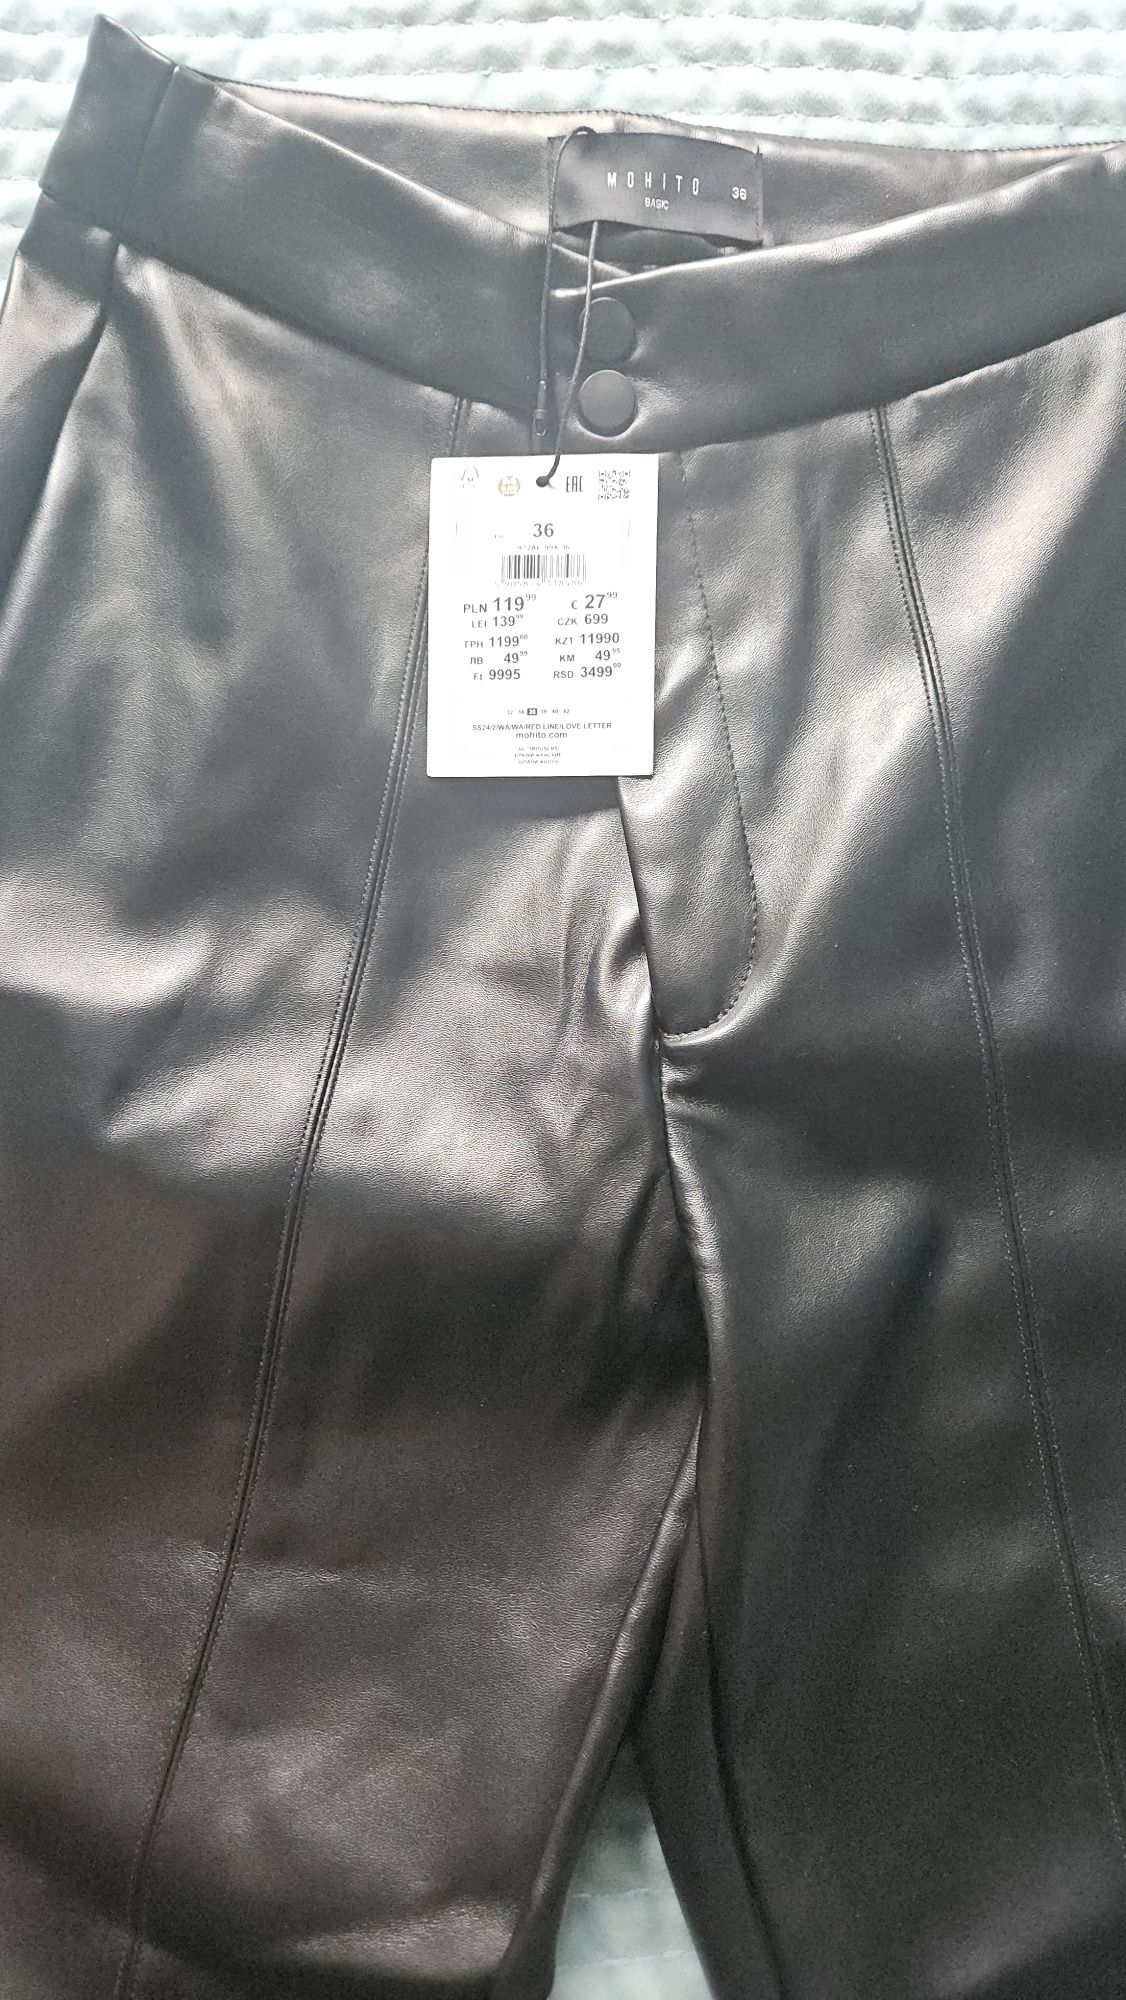 MOHITO 36
BASIC
EAC
36
PLN 119⁹⁹ € 27⁹⁹
LEI 139⁹⁹ CZK 699
ГРН 1199⁰⁰ KZT 11990
ЛВ 49⁹⁹ KM 49⁹⁵
Ft 9995 RSD 3499⁰⁰
32 34 36 38 40 42
SS24/2/WA/WA/RED LINE/LOVE LETTER
mohito.com